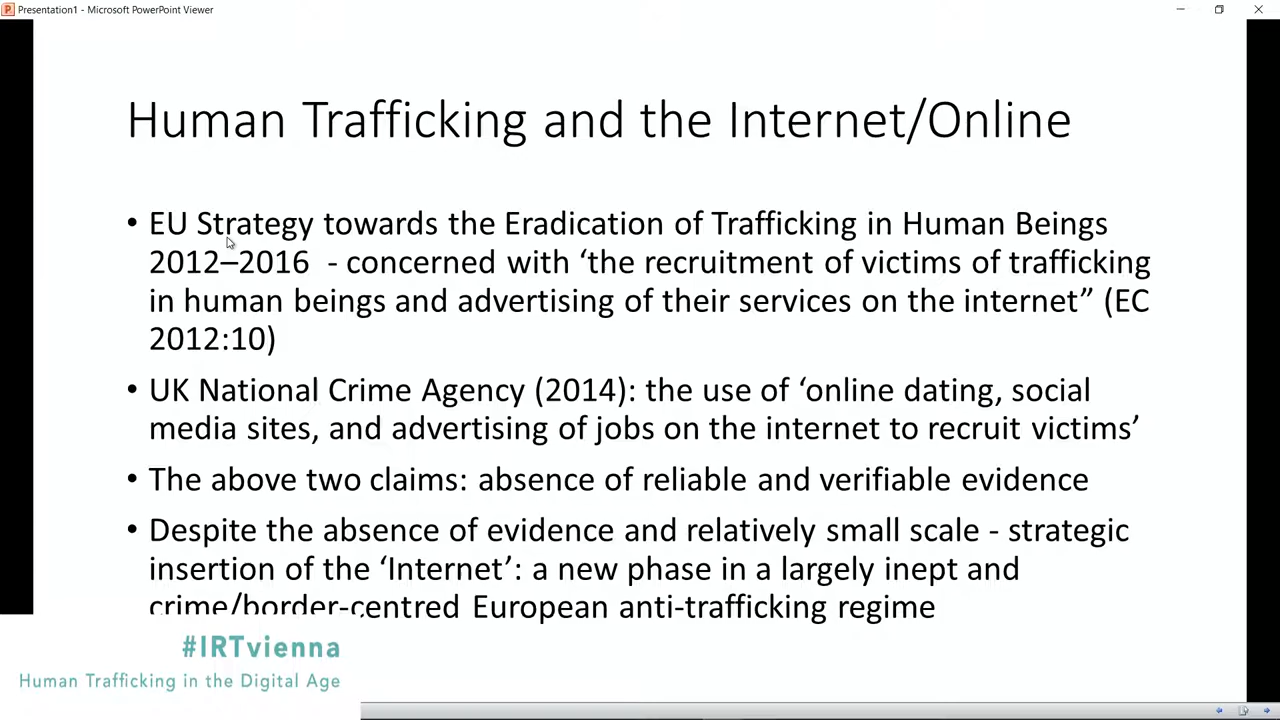 Presentation1 - Microsoft PowerPoint Viewer
Human Trafficking and the Internet/Online
• EU Strategy towards the Eradication of Trafficking in Human Beings
2012–2016  - concerned with ‘the recruitment of victims of trafficking
in human beings and advertising of their services on the internet” (EC
2012:10)
• UK National Crime Agency (2014): the use of ‘online dating, social
media sites, and advertising of jobs on the internet to recruit victims’
• The above two claims: absence of reliable and verifiable evidence
• Despite the absence of evidence and relatively small scale - strategic
insertion of the ‘Internet’: a new phase in a largely inept and
crime/border-centred European anti-trafficking regime
#IRTvienna
Human Trafficking in the Digital Age